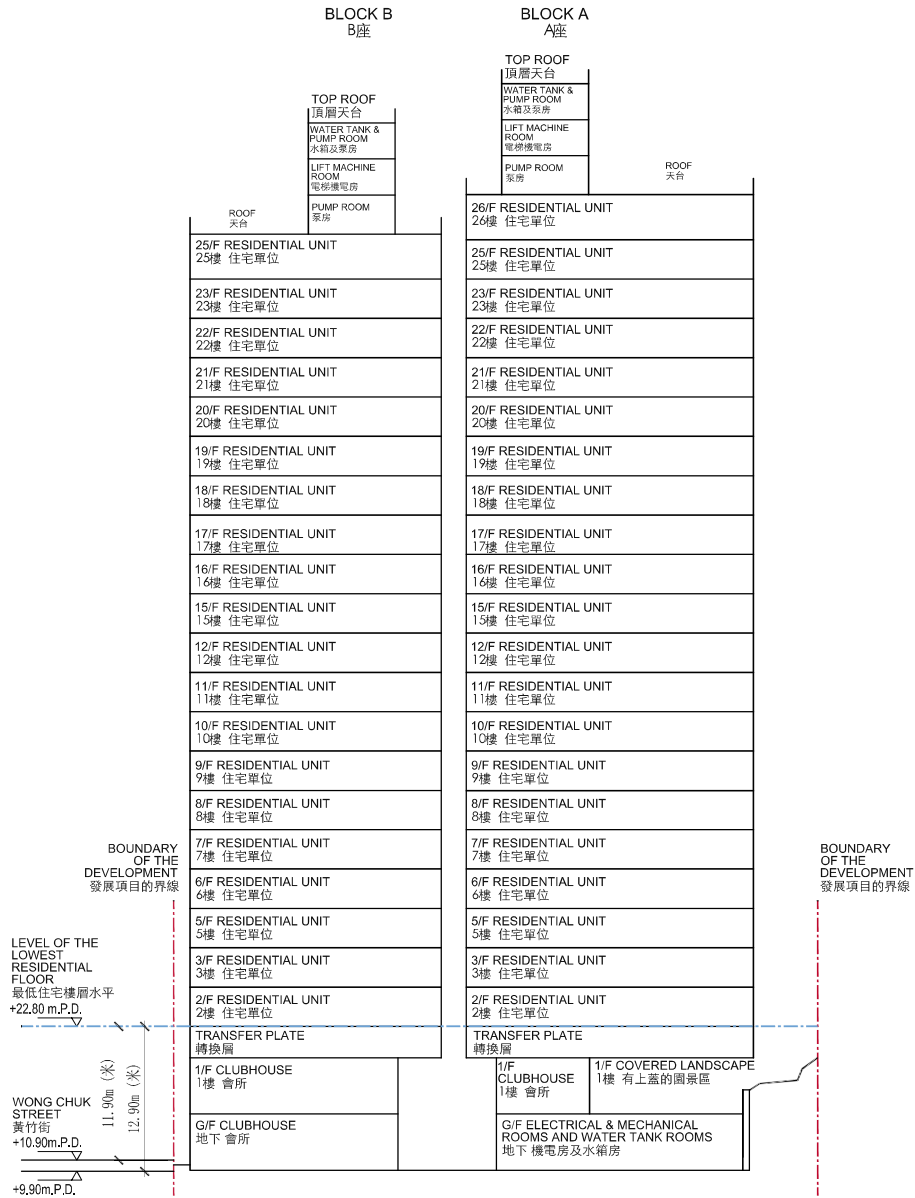 BLOCK B
B座
BLOCK A
A座
TOP ROOF
頂層天台
WATER TANK &
PUMP ROOM
水箱及泵房
LIFT MACHINE
ROOM
電梯機電房
PUMP ROOM
泵房
ROOF
天台
TOP ROOF
頂層天台
WATER TANK &
PUMP ROOM
水箱及泵房
LIFT MACHINE
ROOM
電梯機電房
PUMP ROOM
泵房
ROOF
天台
25/F RESIDENTIAL UNIT
25樓 住宅單位
23/F RESIDENTIAL UNIT
23樓 住宅單位
22/F RESIDENTIAL UNIT
22樓 住宅單位
21/F RESIDENTIAL UNIT
21樓 住宅單位
20/F RESIDENTIAL UNIT
20樓 住宅單位
19/F RESIDENTIAL UNIT
19樓 住宅單位
18/F RESIDENTIAL UNIT
18樓 住宅單位
17/F RESIDENTIAL UNIT
17樓 住宅單位
16/F RESIDENTIAL UNIT
16樓 住宅單位
15/F RESIDENTIAL UNIT
15樓 住宅單位
12/F RESIDENTIAL UNIT
12樓 住宅單位
11/F RESIDENTIAL UNIT
11樓 住宅單位
10/F RESIDENTIAL UNIT
10樓 住宅單位
9/F RESIDENTIAL UNIT
9樓 住宅單位
8/F RESIDENTIAL UNIT
8樓 住宅單位
7/F RESIDENTIAL UNIT
7樓 住宅單位
6/F RESIDENTIAL UNIT
6樓 住宅單位
5/F RESIDENTIAL UNIT
5樓 住宅單位
3/F RESIDENTIAL UNIT
3樓 住宅單位
2/F RESIDENTIAL UNIT
2樓 住宅單位
TRANSFER PLATE
轉換層
1/F CLUBHOUSE
1樓 會所
G/F CLUBHOUSE
地下 會所
26/F RESIDENTIAL UNIT
26樓 住宅單位
25/F RESIDENTIAL UNIT
25樓 住宅單位
23/F RESIDENTIAL UNIT
23樓 住宅單位
22/F RESIDENTIAL UNIT
22樓 住宅單位
21/F RESIDENTIAL UNIT
21樓 住宅單位
20/F RESIDENTIAL UNIT
20樓 住宅單位
19/F RESIDENTIAL UNIT
19樓 住宅單位
18/F RESIDENTIAL UNIT
18樓 住宅單位
17/F RESIDENTIAL UNIT
17樓 住宅單位
16/F RESIDENTIAL UNIT
16樓 住宅單位
15/F RESIDENTIAL UNIT
15樓 住宅單位
12/F RESIDENTIAL UNIT
12樓 住宅單位
11/F RESIDENTIAL UNIT
11樓 住宅單位
10/F RESIDENTIAL UNIT
10樓 住宅單位
9/F RESIDENTIAL UNIT
9樓 住宅單位
8/F RESIDENTIAL UNIT
8樓 住宅單位
7/F RESIDENTIAL UNIT
7樓 住宅單位
6/F RESIDENTIAL UNIT
6樓 住宅單位
5/F RESIDENTIAL UNIT
5樓 住宅單位
3/F RESIDENTIAL UNIT
3樓 住宅單位
2/F RESIDENTIAL UNIT
2樓 住宅單位
TRANSFER PLATE
轉換層
1/F
CLUBHOUSE
1樓 會所
1/F COVERED LANDSCAPE
1樓 有上蓋的園景區
G/F ELECTRICAL & MECHANICAL
ROOMS AND WATER TANK ROOMS
地下 機電房及水箱房
BOUNDARY
OF THE
DEVELOPMENT
發展項目的界線
BOUNDARY
OF THE
DEVELOPMENT
發展項目的界線
LEVEL OF THE
LOWEST
RESIDENTIAL
FLOOR
最低住宅樓層水平
+22.80 m.P.D.
11.90m (米)
12.90m (米)
WONG CHUK
STREET
黃竹街
+10.90m.P.D.
+9.90m.P.D.